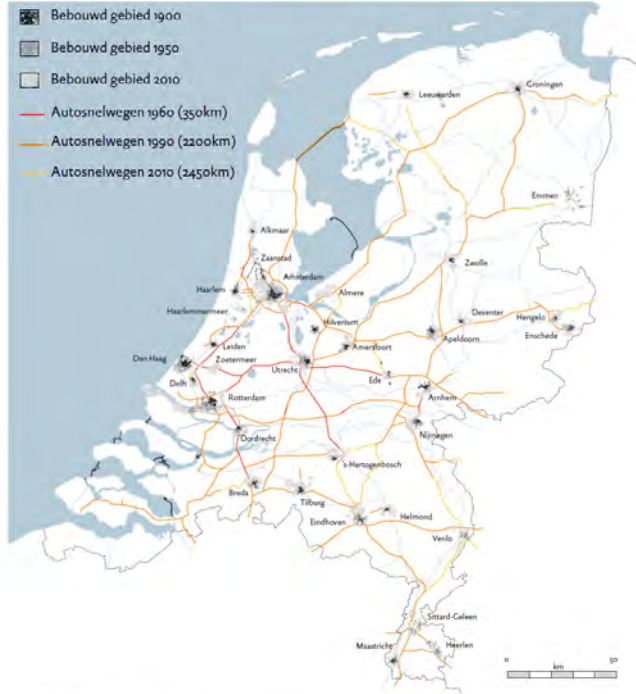 Bebouwd gebied 1900
Bebouwd gebied 1950
Bebouwd gebied 2010
Autosnelwegen 1960 (350km)
Autosnelwegen 1990 (2200km)
Autosnelwegen 2010 (2450km)
Groningen
Leeuwarden
Emmen
Alkmaar
Zaanstad
Zwolle
Amsterdam
Haarlem
Almere
Haarlemmermeer
Deventer
Hengelo
Hilversum
Enschede
Leiden
Amersfoort
Apeldoorn
Den Haag
Zoetermeer
Utrecht
Delft
Ede
Arnhem
Rotterdam
Dordrecht
Nijmegen
's-Hertogenbosch
Breda
Tilburg
Helmond
Eindhoven
Venlo
Sittard-Geleen
Maastricht
Heerlen
0
50
km